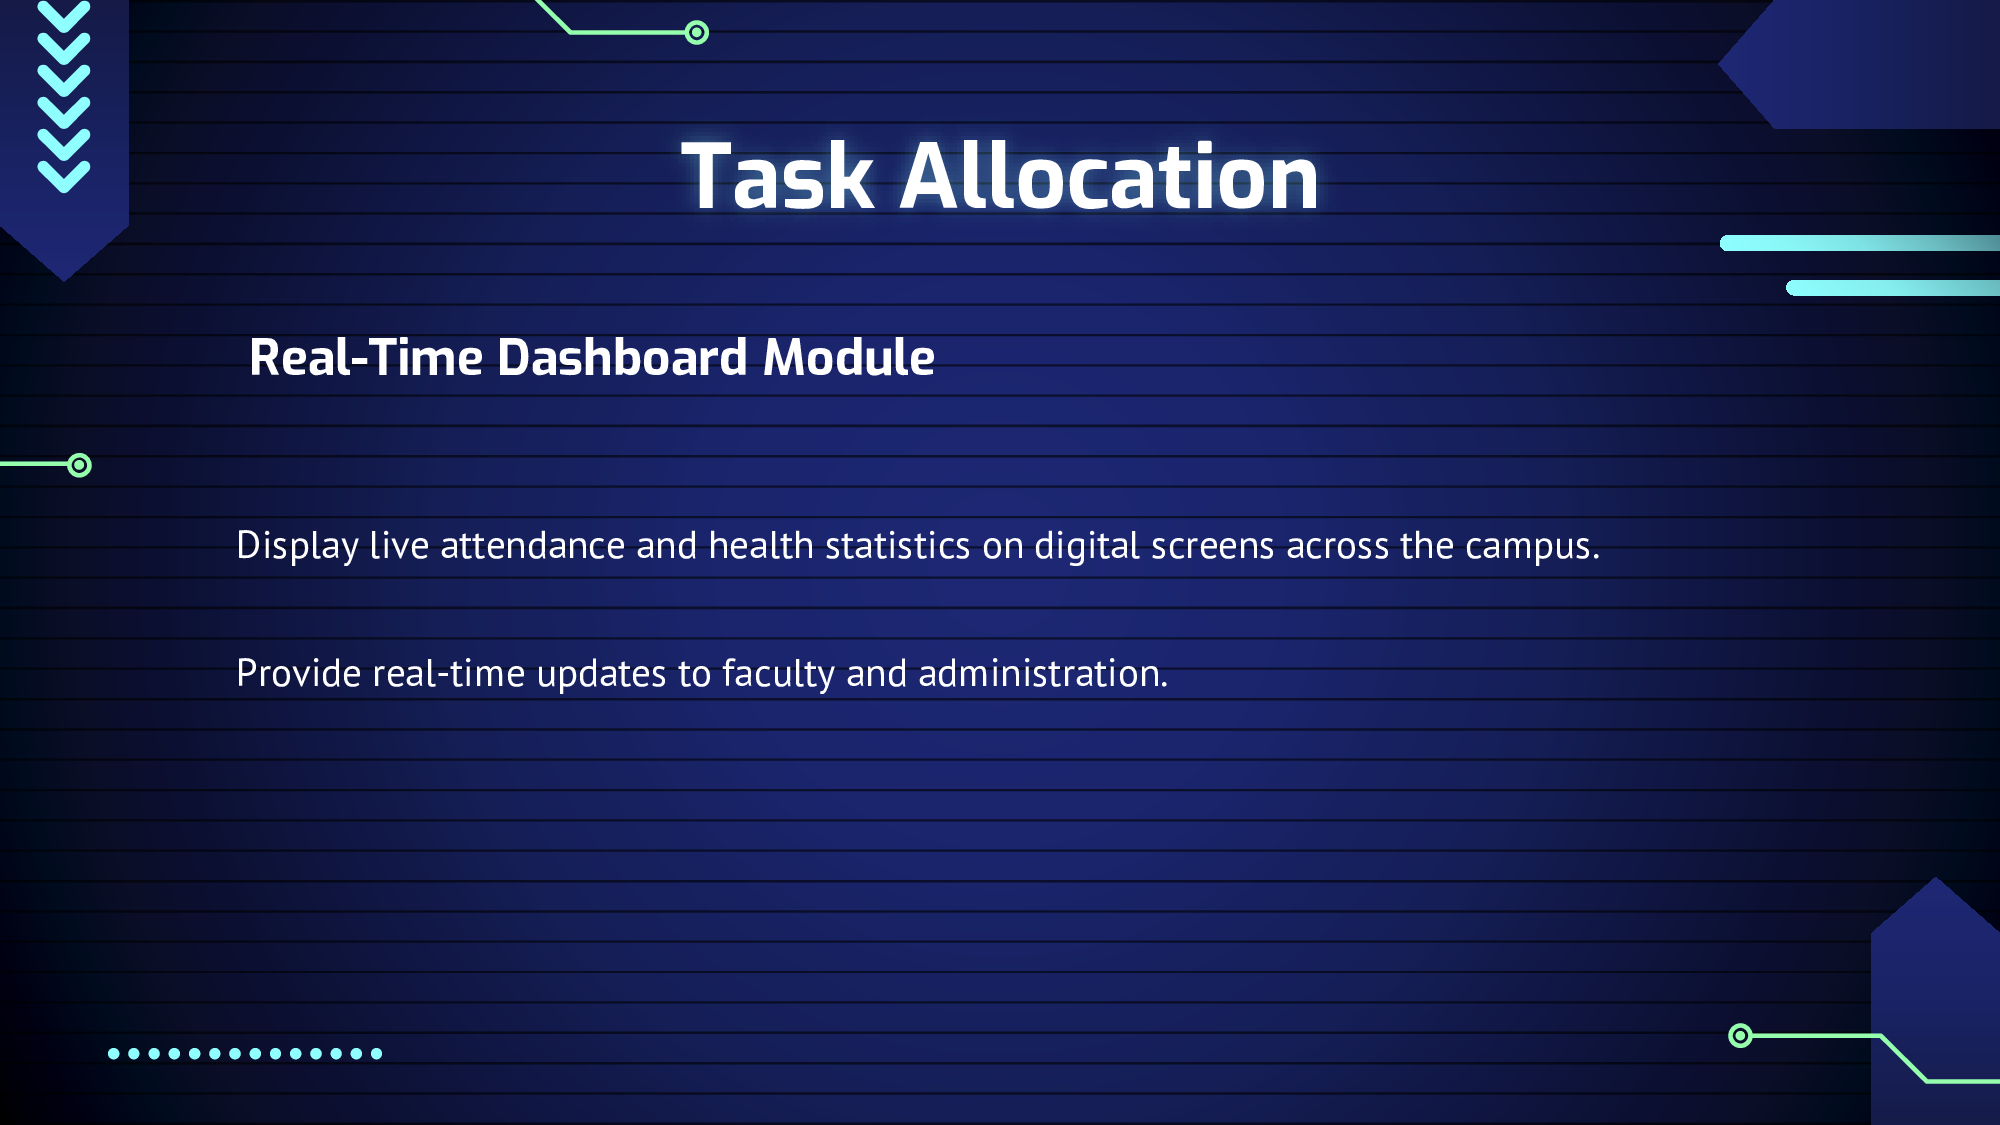 Task Allocation
Real-Time Dashboard Module
Display live attendance and health statistics on digital screens across the campus.
Provide real-time updates to faculty and administration.